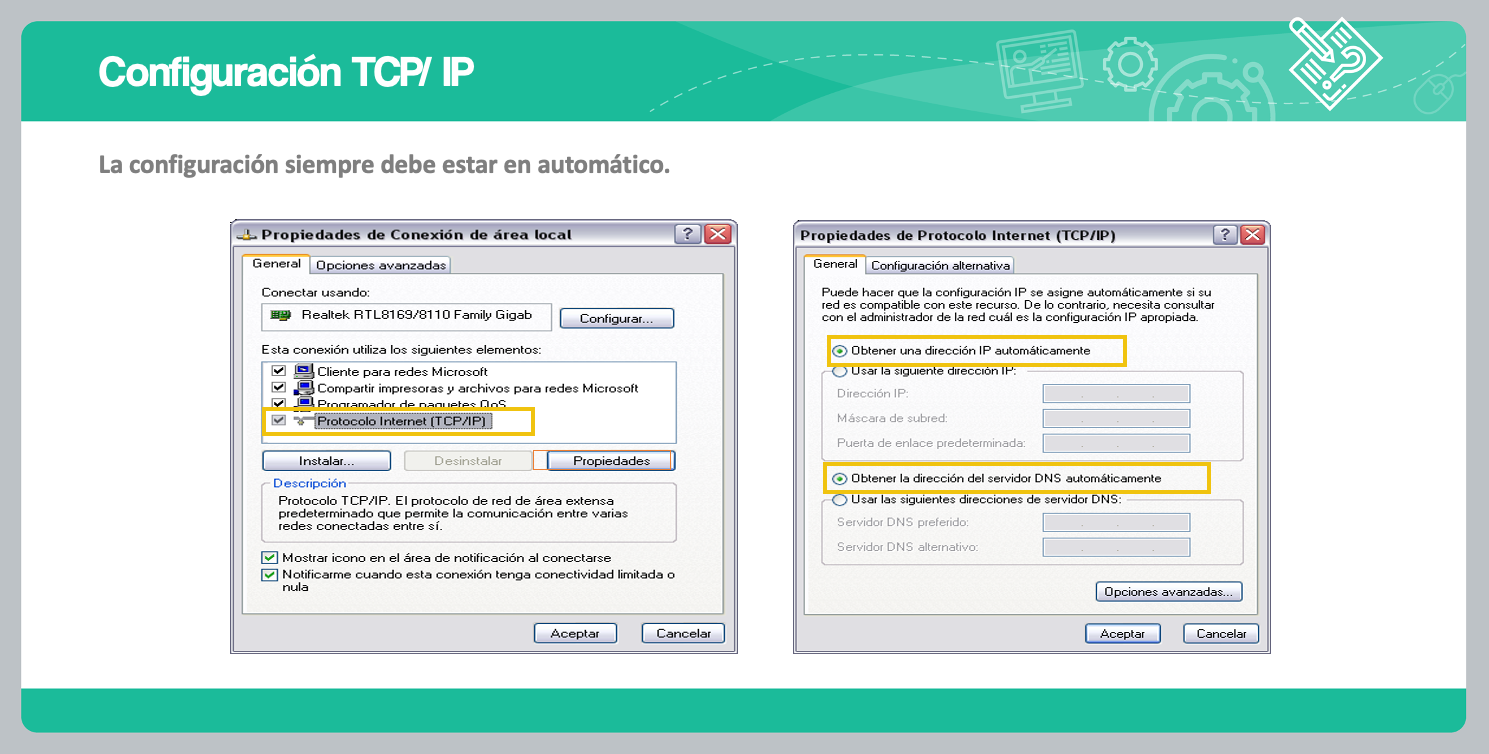 Configuración TCP/ IP
La configuración siempre debe estar en automático.
Propiedades de Conexión de área local
General
Opciones avanzadas
Conectar usando:
Realtek RTL8169/8110 Family Gigab
Configurar...
Esta conexión utiliza los siguientes elementos:
Cliente para redes Microsoft
Compartir impresoras y archivos para redes Microsoft
Programador de paquetes QoS
Protocolo Internet (TCP/IP)
Instalar...
Desinstalar
Propiedades
Descripción
Protocolo TCP/IP. El protocolo de red de área extensa
predeterminado que permite la comunicación entre varias
redes conectadas entre sí.
Mostrar icono en el área de notificación al conectarse
Notificarme cuando esta conexión tenga conectividad limitada o
nula
Aceptar
Cancelar
Propiedades de Protocolo Internet (TCP/IP)
General
Configuración alternativa
Puede hacer que la configuración IP se asigne automáticamente si su
red es compatible con este recurso. De lo contrario, necesita consultar
con el administrador de la red cuál es la configuración IP apropiada.
Obtener una dirección IP automáticamente
Usar la siguiente dirección IP:
Dirección IP:
Máscara de subred:
Puerta de enlace predeterminada:
Obtener la dirección del servidor DNS automáticamente
Usar las siguientes direcciones de servidor DNS:
Servidor DNS preferido:
Servidor DNS alternativo:
Opciones avanzadas...
Aceptar
Cancelar